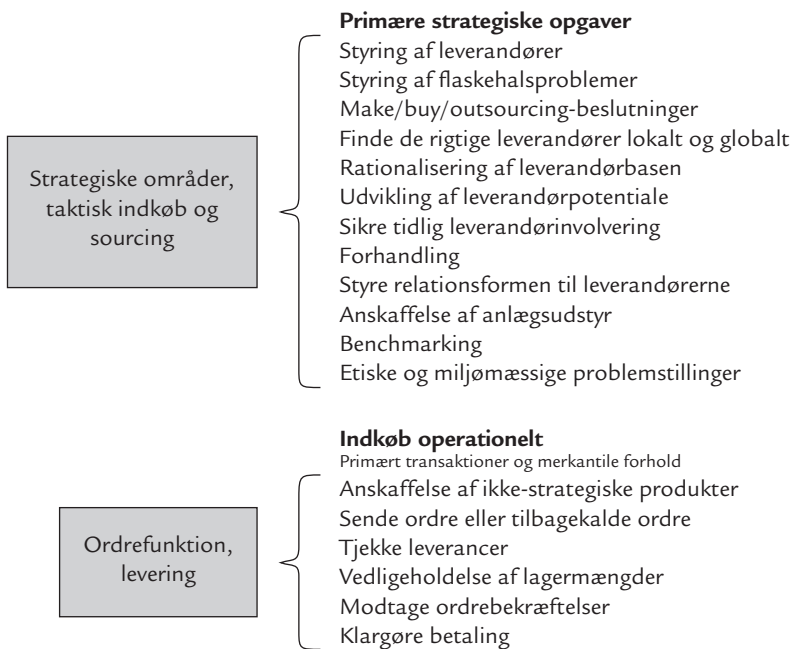 Primære strategiske opgaver
Styring af leverandører
Styring af flaskehalsproblemer
Make/buy/outsourcing-beslutninger
Finde de rigtige leverandører lokalt og globalt
Rationalisering af leverandørbasen
Udvikling af leverandørpotentiale
Sikre tidlig leverandørinvolvering
Forhandling
Styre relationsformen til leverandørerne
Anskaffelse af anlægsudstyr
Benchmarking
Etiske og miljømæssige problemstillinger
Strategiske områder,
taktisk indkøb og
sourcing
Indkøb operationelt
Primært transaktioner og merkantile forhold
Anskaffelse af ikke-strategiske produkter
Sende ordre eller tilbagekalde ordre
Tjekke leverancer
Vedligeholdelse af lagermængder
Modtage ordrebekræftelser
Klargøre betaling
Ordrefunktion,
levering